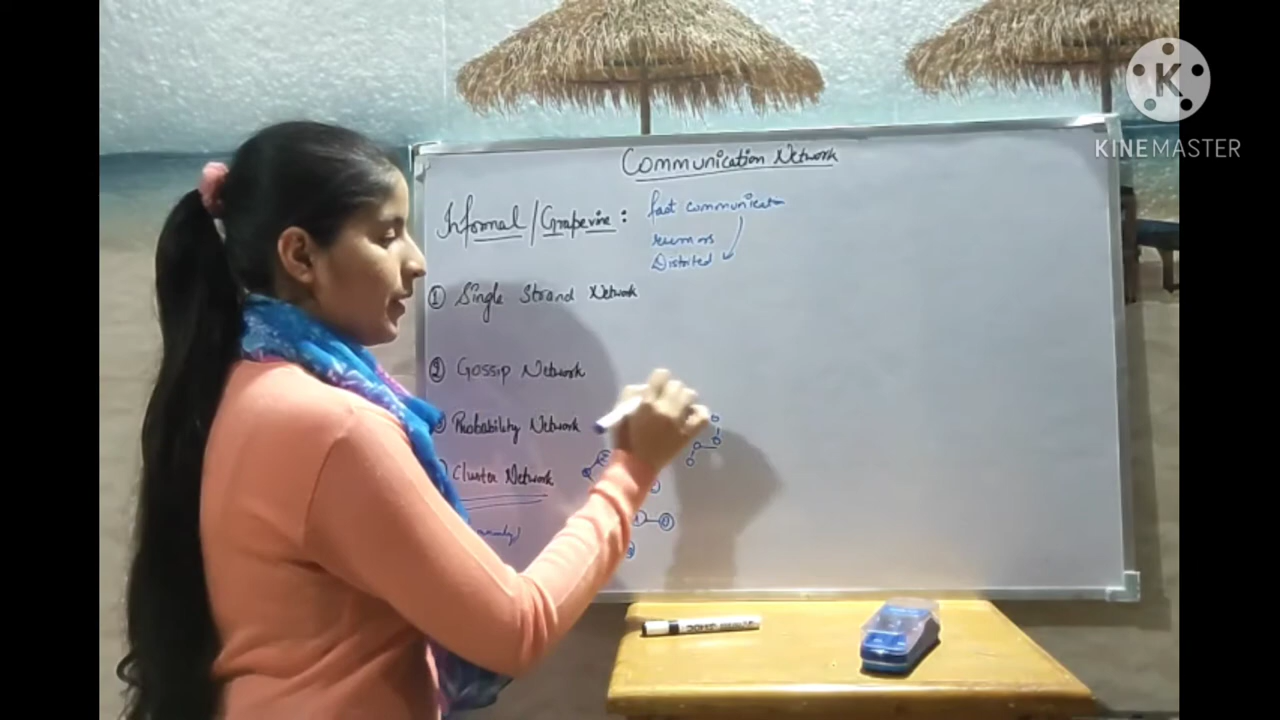 Communication Network
Informal/Grapevine: fast communication
rumors
Distrited
① Single Strand Network
② Gossip Network
Probability Network
Cluster Network
K
KINEMASTER